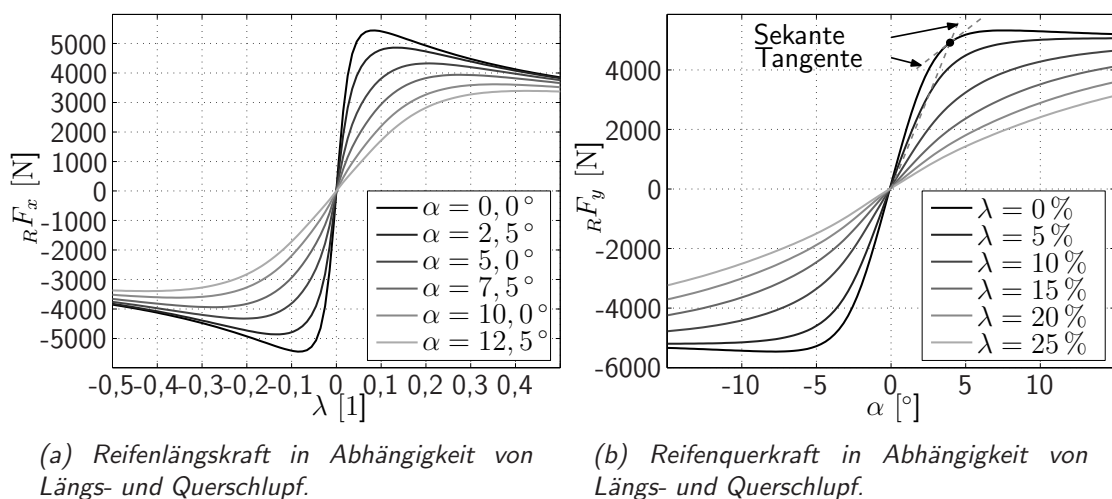 5000
4000
3000
2000
1000
0
-1000
-2000
-3000
-4000
-5000
RFx [N]
-0,5
-0,4
-0,3
-0,2
-0,1
0
0,1
0,2
0,3
0,4
λ [1]
α = 0,0°
α = 2,5°
α = 5,0°
α = 7,5°
α = 10,0°
α = 12,5°
Sekante
Tangente
4000
2000
0
-2000
-4000
-6000
RFy [N]
-10
-5
0
5
10
α [°]
λ = 0 %
λ = 5 %
λ = 10 %
λ = 15 %
λ = 20 %
λ = 25 %
(a) Reifenlängskraft in Abhängigkeit von
Längs- und Querschlupf.
(b) Reifenquerkraft in Abhängigkeit von
Längs- und Querschlupf.